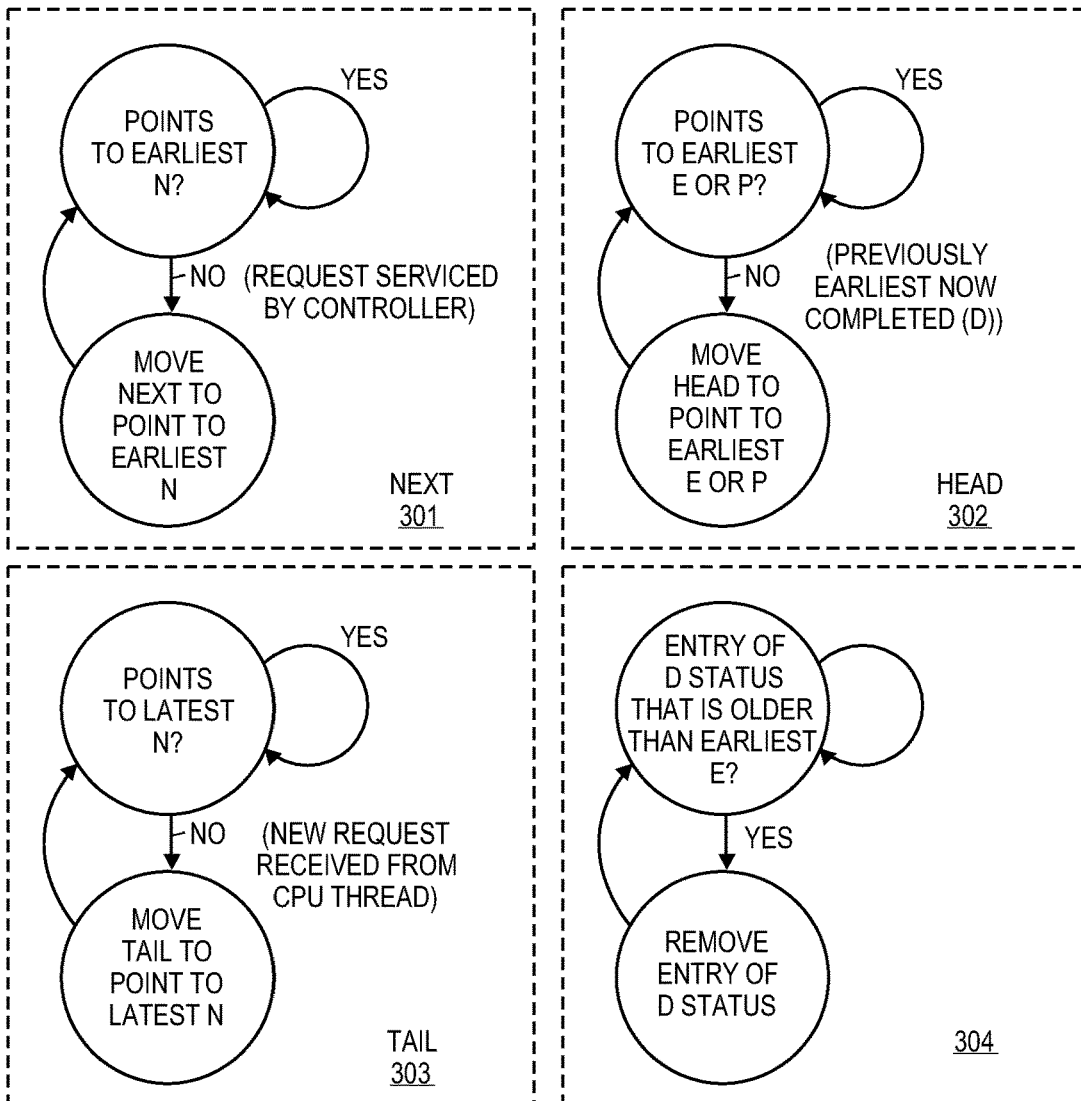 POINTS
TO EARLIEST
N?
YES
NO
(REQUEST SERVICED
BY CONTROLLER)
MOVE
NEXT TO
POINT TO
EARLIEST
N
NEXT
301
POINTS
TO EARLIEST
E OR P?
YES
NO
(PREVIOUSLY
EARLIEST NOW
COMPLETED (D))
MOVE
HEAD TO
POINT TO
EARLIEST
E OR P
HEAD
302
POINTS
TO LATEST
N?
YES
NO
(NEW REQUEST
RECEIVED FROM
CPU THREAD)
MOVE
TAIL TO
POINT TO
LATEST N
TAIL
303
ENTRY OF
D STATUS
THAT IS OLDER
THAN EARLIEST
E?
YES
REMOVE
ENTRY OF
D STATUS
304